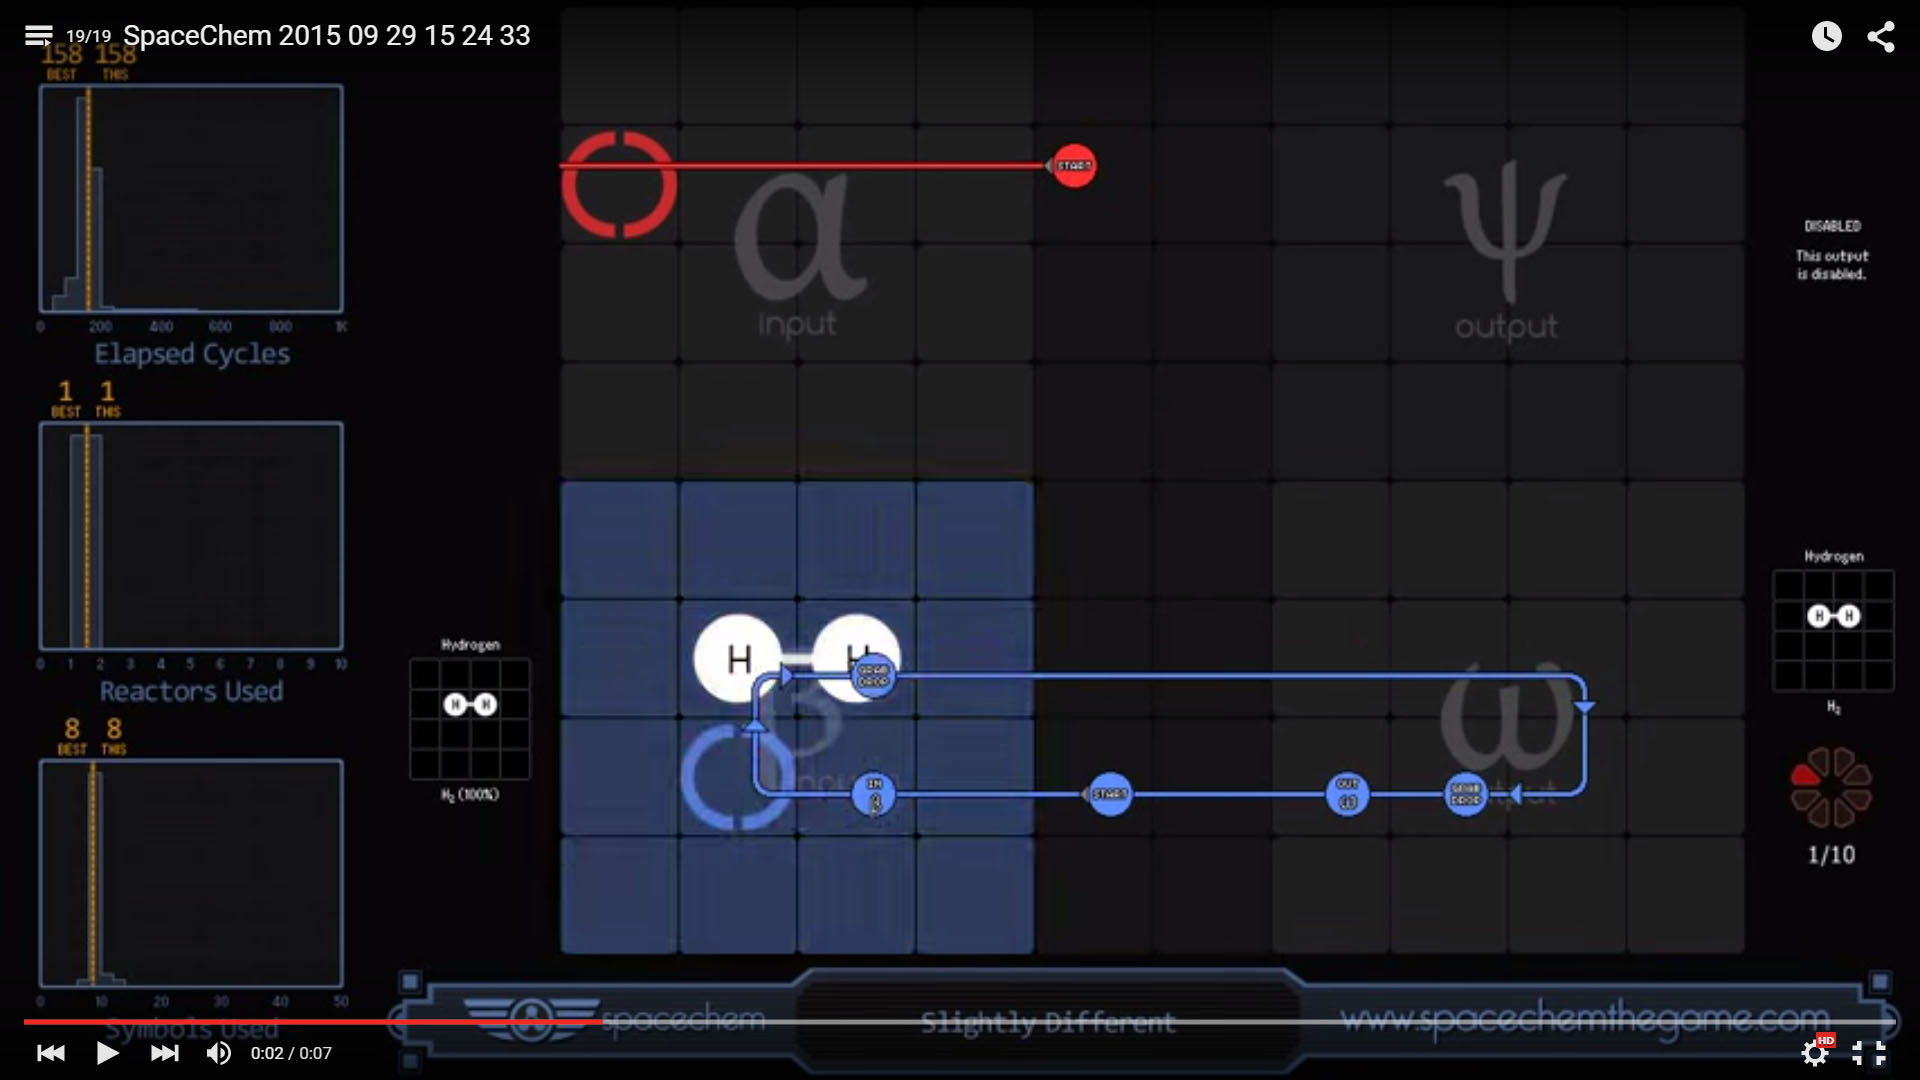 19/19 SpaceChem 2015 09 29 15 24 33
158 158
BEST THIS
0 200 400 600 800 1K
Elapsed Cycles
1 1
BEST THIS
0 1 2 3 4 5 6 7 8 9 10
Reactors Used
8 8
BEST THIS
0 10 20 30 40 50
Symbols Used
START
α
input
ψ
output
DISABLED
This output
is disabled.
Hydrogen
H H
H₂ (100%)
H H
GRAB
DROP
IN
β
START
OUT
ω
GRAB
DROP
ω
Hydrogen
H H
H₂
1/10
spacechem
Slightly Different
www.spacechemthegame.com
0:02 / 0:07
HD